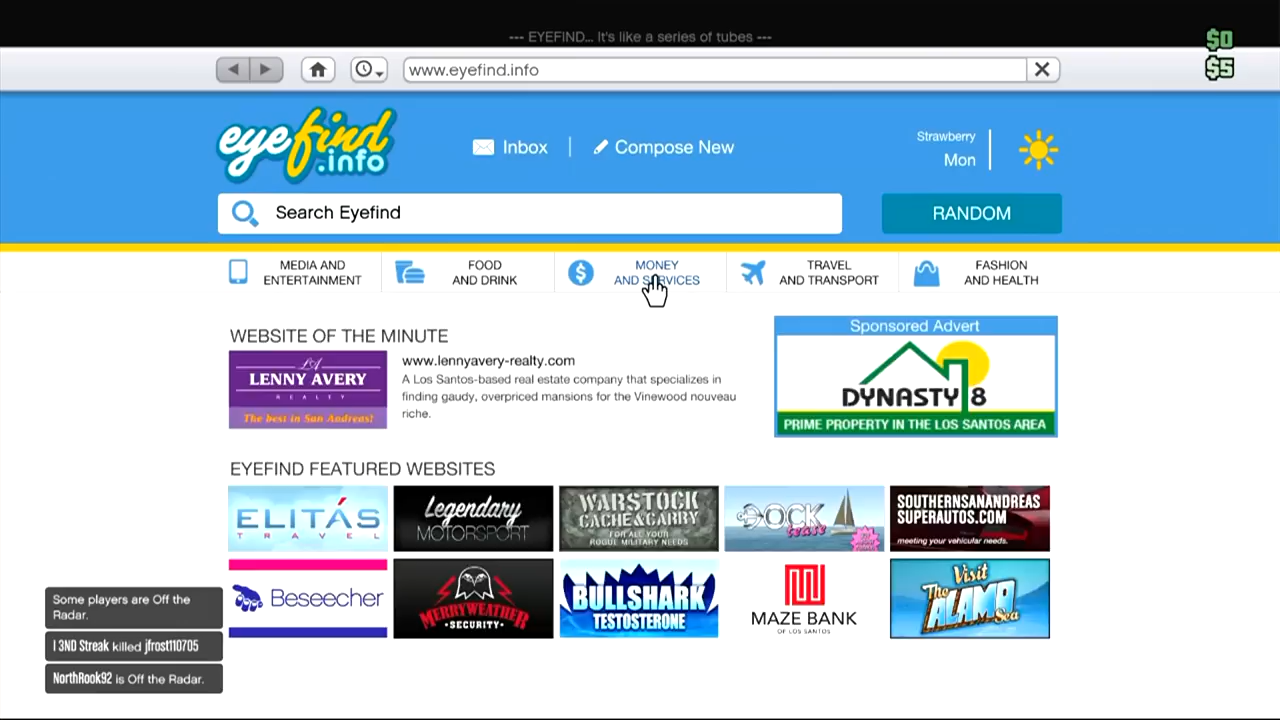 --- EYEFIND... It's like a series of tubes ---
$0
$5
www.eyefind.info
eyefind
.info
Inbox
Compose New
Strawberry
Mon
Search Eyefind
RANDOM
MEDIA AND
ENTERTAINMENT
FOOD
AND DRINK
MONEY
AND SERVICES
TRAVEL
AND TRANSPORT
FASHION
AND HEALTH
WEBSITE OF THE MINUTE
LA
LENNY AVERY
REALTY
The best in San Andreas!
www.lennyavery-realty.com
A Los Santos-based real estate company that specializes in
finding gaudy, overpriced mansions for the Vinewood nouveau
riche.
Sponsored Advert
DYNASTY 8
PRIME PROPERTY IN THE LOS SANTOS AREA
EYEFIND FEATURED WEBSITES
ELITÁS
TRAVEL
Legendary
MOTORSPORT
WARSTOCK
CACHE & CARRY
FOR ALL YOUR
ROGUE MILITARY NEEDS
DOCK
tease
SOUTHERNSANANDREAS
SUPERAUTOS.COM
meeting your vehicular needs.
Beseecher
MERRYWEATHER
SECURITY
BULLSHARK
TESTOSTERONE
MAZE BANK
OF LOS SANTOS
Visit
The
ALAMO
Sea
Some players are Off the
Radar.
I 3ND Streak killed jfrost110705
NorthRook92 is Off the Radar.